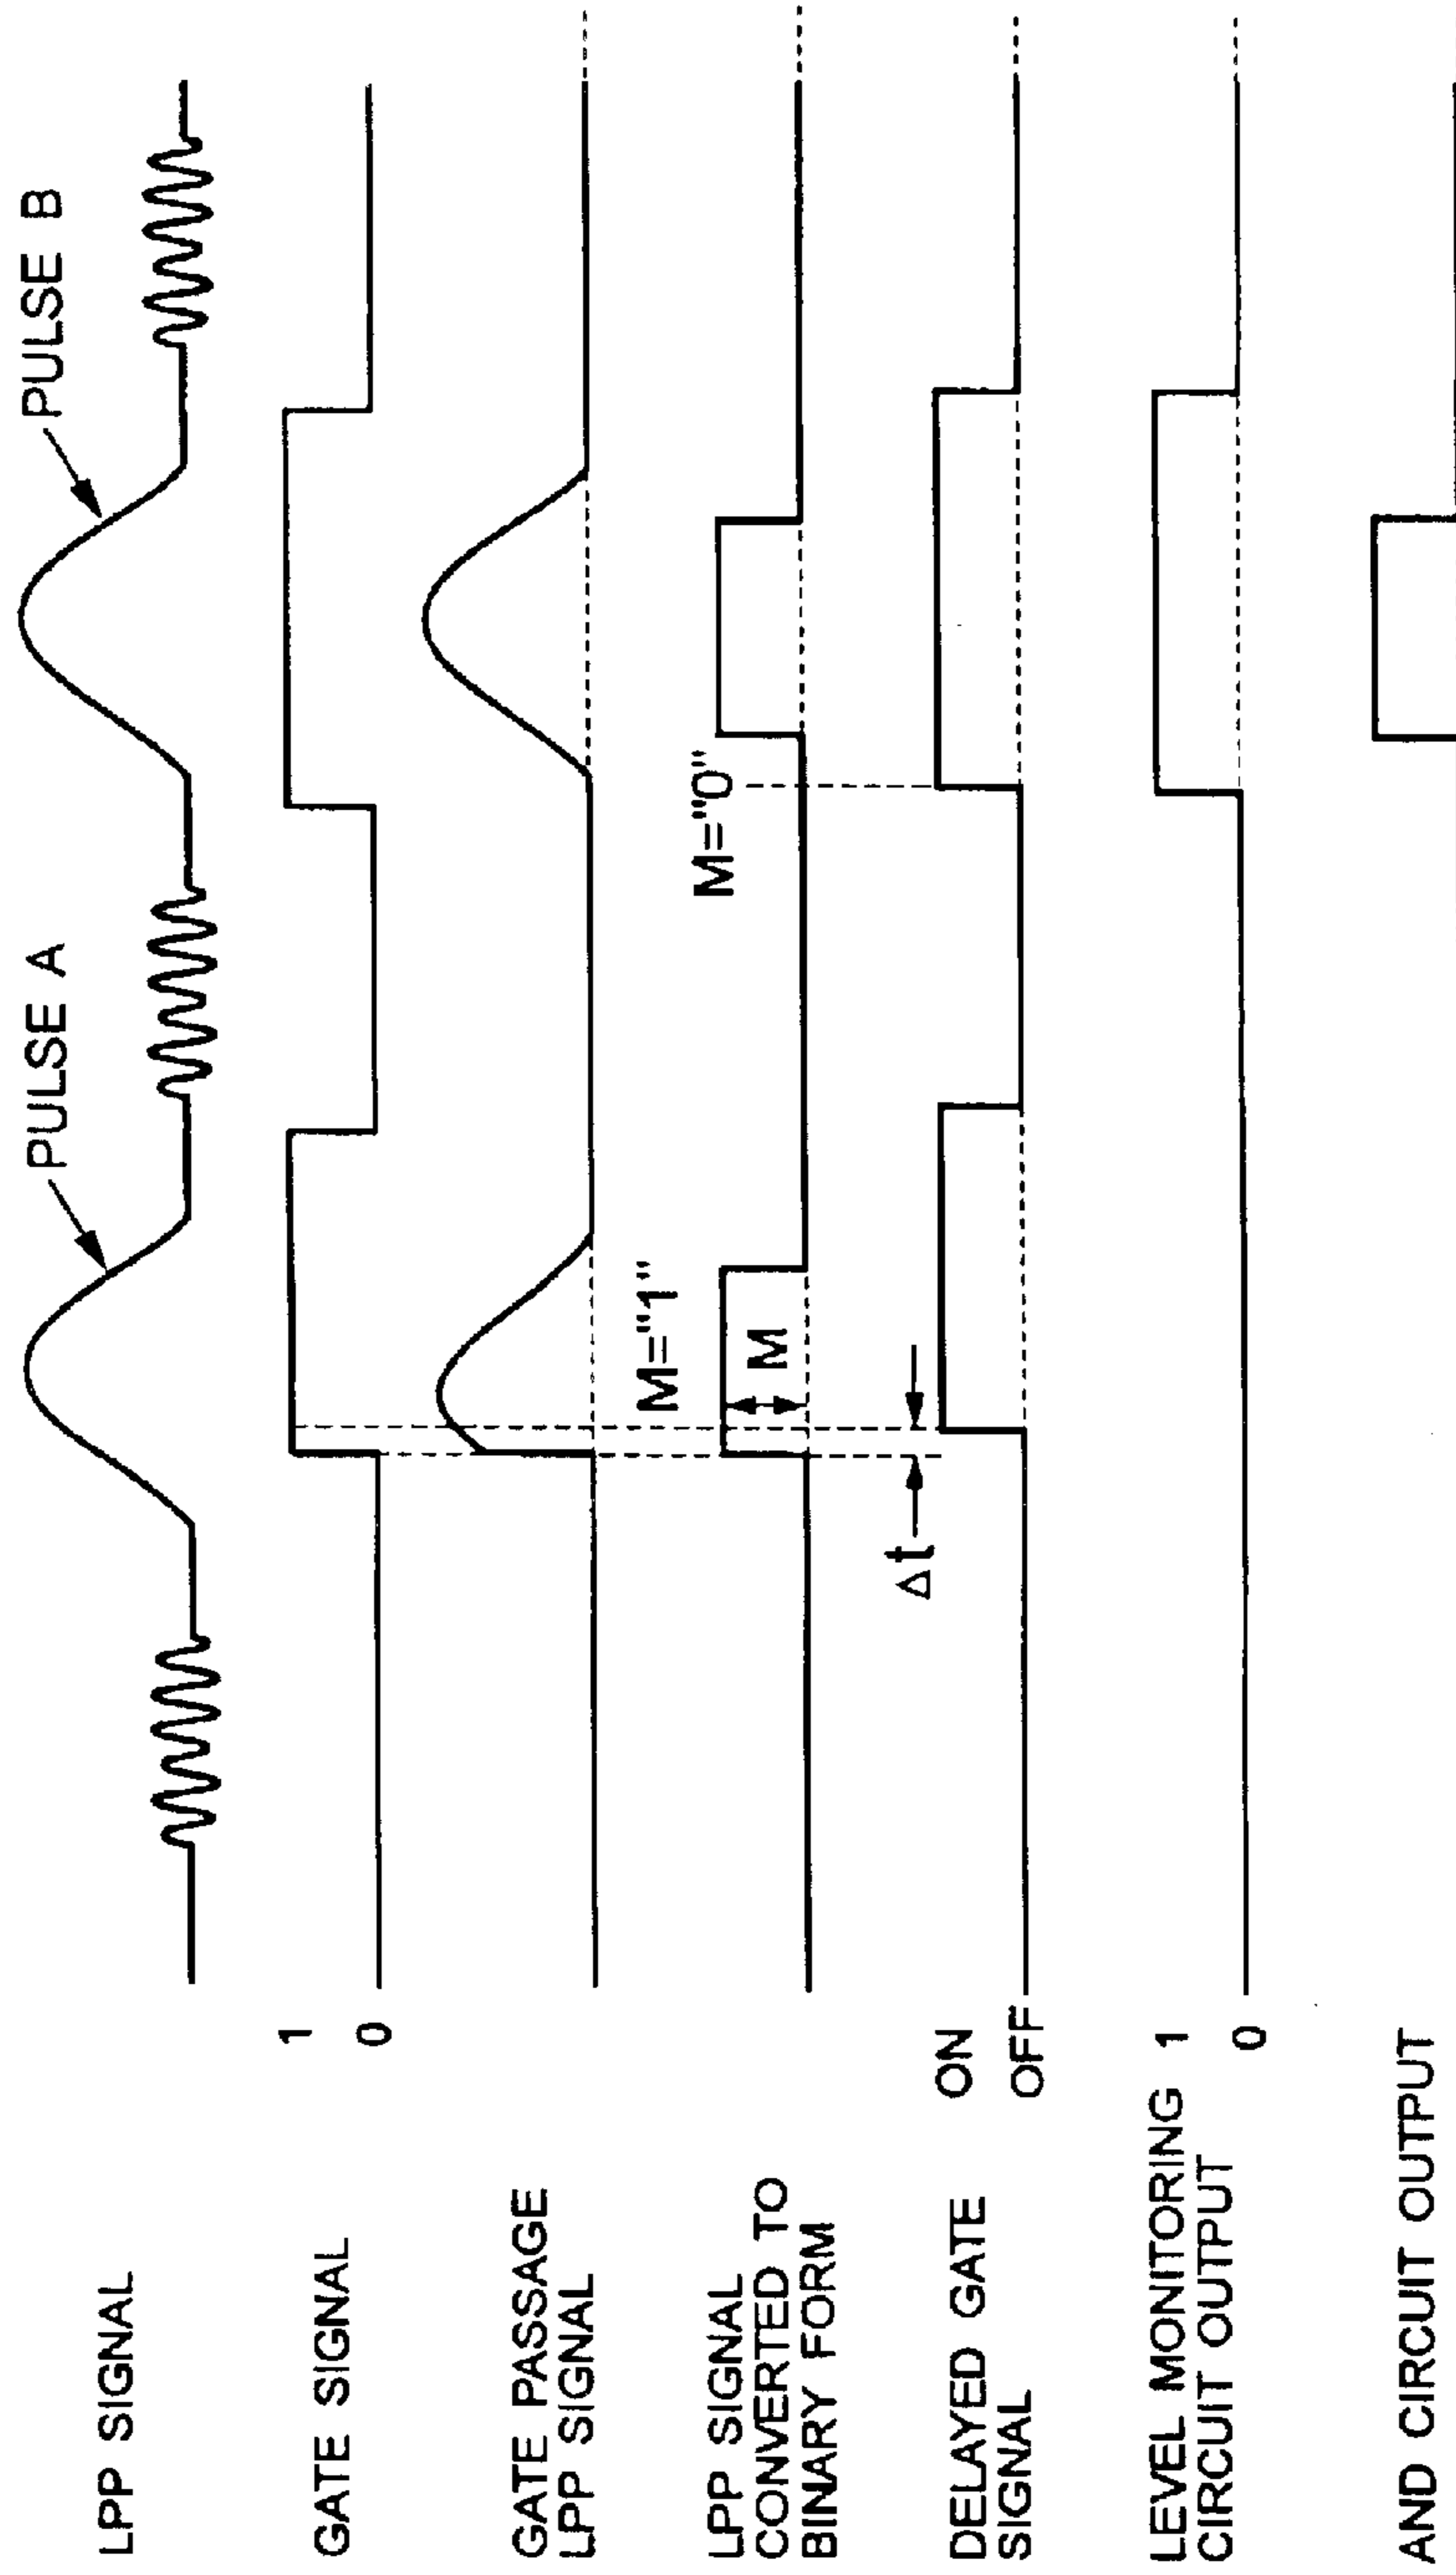 LPP SIGNAL
PULSE A
PULSE B
GATE SIGNAL
1
0
GATE PASSAGE
LPP SIGNAL
LPP SIGNAL
CONVERTED TO
BINARY FORM
M="1"
M
M="0"
DELAYED GATE
SIGNAL
ON
OFF
Δt
LEVEL MONITORING 1
CIRCUIT OUTPUT 0
AND CIRCUIT OUTPUT